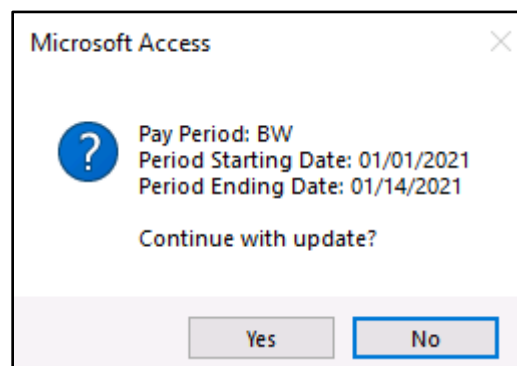 Microsoft Access
?
Pay Period: BW
Period Starting Date: 01/01/2021
Period Ending Date: 01/14/2021
Continue with update?
Yes No